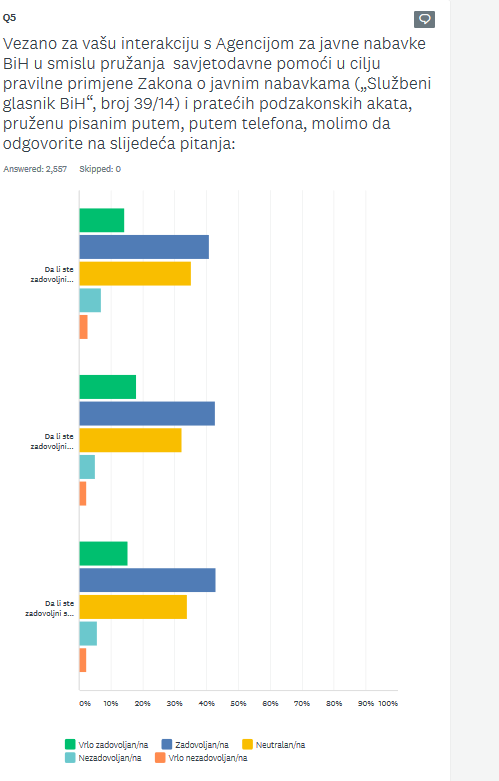 Q5
Vezano za vašu interakciju s Agencijom za javne nabavke
BiH u smislu pružanja savjetodavne pomoći u cilju
pravilne primjene Zakona o javnim nabavkama („Službeni
glasnik BiH“, broj 39/14) i pratećih podzakonskih akata,
pruženu pisanim putem, putem telefona, molimo da
odgovorite na slijedeća pitanja:
Answered: 2,557 Skipped: 0
Da li ste
zadovoljni...
Da li ste
zadovoljni...
Da li ste
zadovoljni s...
0% 10% 20% 30% 40% 50% 60% 70% 80% 90% 100%
Vrlo zadovoljan/na Zadovoljan/na Neutralan/na
Nezadovoljan/na Vrlo nezadovoljan/na